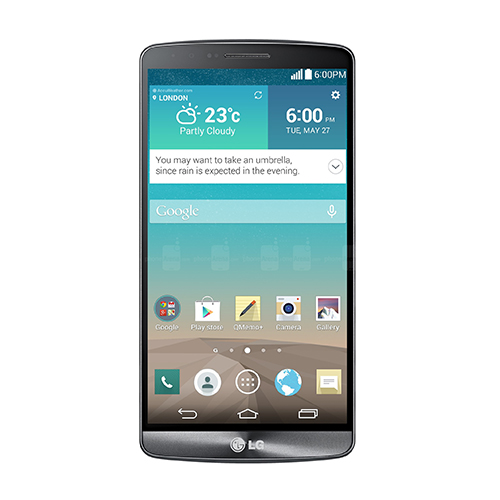 6:00PM
AccuWeather.com
LONDON
23°c
Partly Cloudy
6:00 PM
TUE, MAY 27
You may want to take an umbrella,
since rain is expected in the evening.
Google
Google
Play store
QMemo+
Camera
Gallery
LG